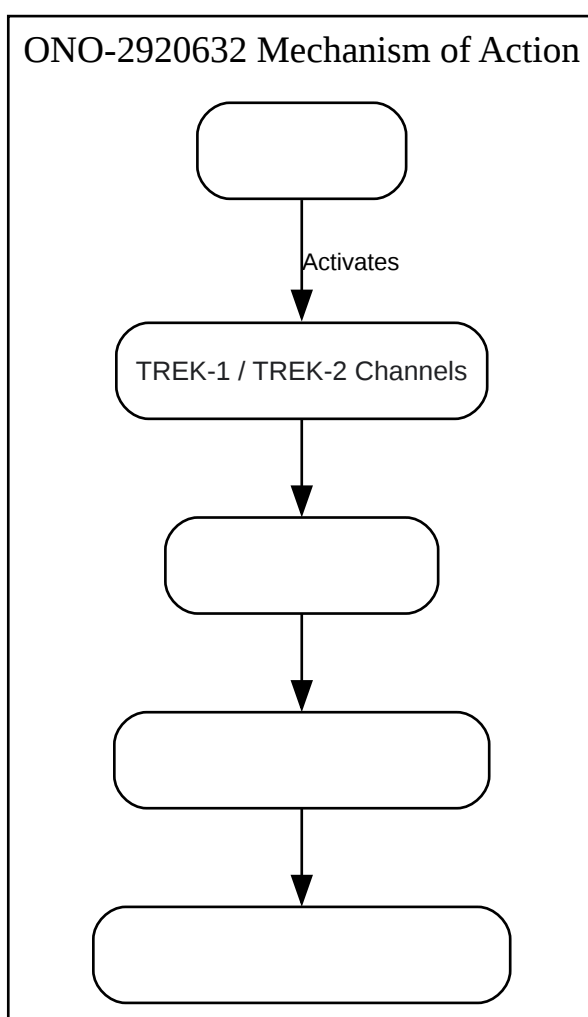 ONO-2920632 Mechanism of Action
Activates
TREK-1 / TREK-2 Channels